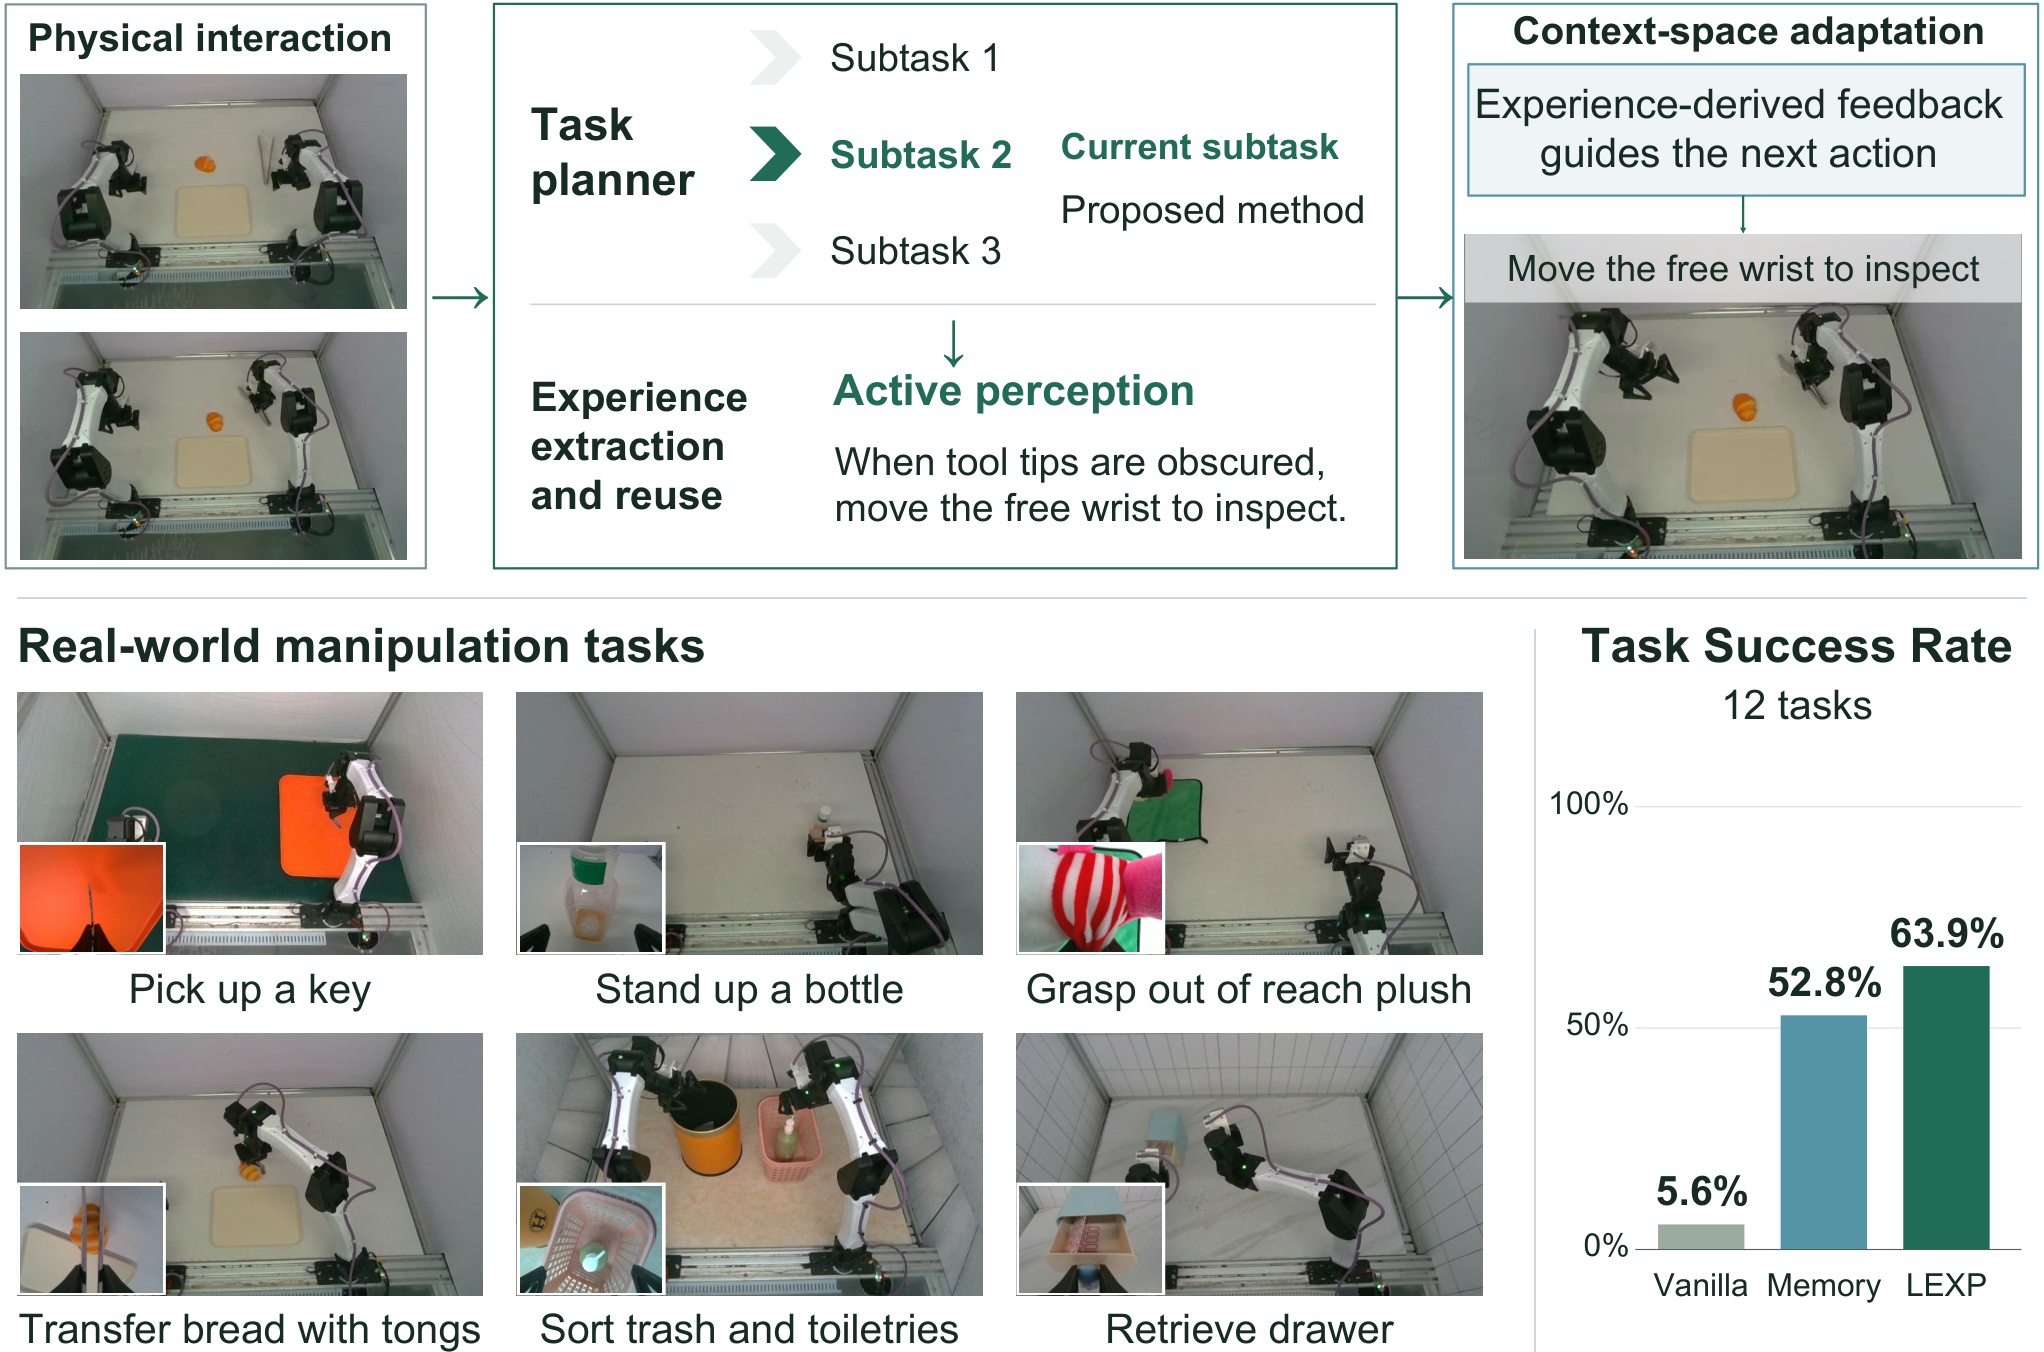 Physical interaction
Task
planner
Subtask 1
Subtask 2
Subtask 3
Current subtask
Proposed method
Experience
extraction
and reuse
Active perception
When tool tips are obscured,
move the free wrist to inspect.
Context-space adaptation
Experience-derived feedback
guides the next action
Move the free wrist to inspect
Real-world manipulation tasks
Pick up a key
Stand up a bottle
Grasp out of reach plush
Transfer bread with tongs
Sort trash and toiletries
Retrieve drawer
Task Success Rate
12 tasks
100%
50%
0%
5.6%
52.8%
63.9%
Vanilla
Memory
LEXP